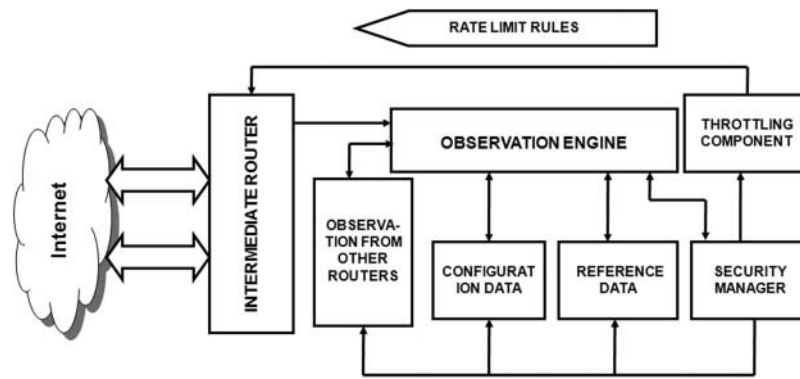 RATE LIMIT RULES
Internet
INTERMEDIATE ROUTER
OBSERVATION ENGINE
THROTTLING
COMPONENT
OBSERVA-
TION FROM
OTHER
ROUTERS
CONFIGURAT
ION DATA
REFERENCE
DATA
SECURITY
MANAGER